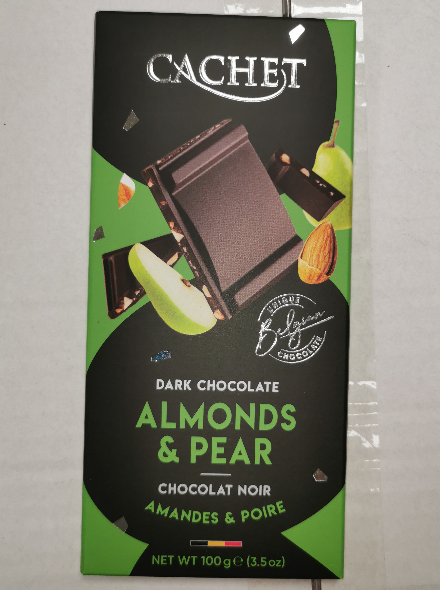 CACHET
UNIQUE
Belgian
CHOCOLATE
DARK CHOCOLATE
ALMONDS
& PEAR
CHOCOLAT NOIR
AMANDES & POIRE
NET WT 100g℮ (3.5oz)